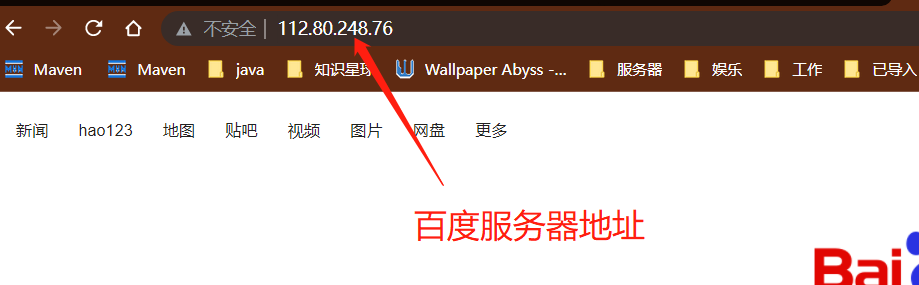 不安全 | 112.80.248.76
Maven Maven java 知识星球 Wallpaper Abyss -... 服务器 娱乐 工作 已导入
新闻 hao123 地图 贴吧 视频 图片 网盘 更多
百度服务器地址
Bai